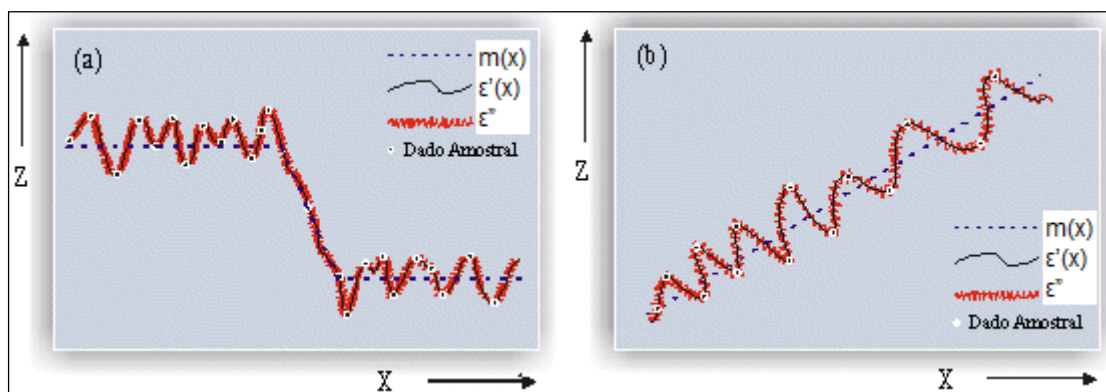 (a)
m(x)
ε'(x)
ε"
Dado Amostral
Z
X
(b)
m(x)
ε'(x)
ε"
Dado Amostral
Z
X